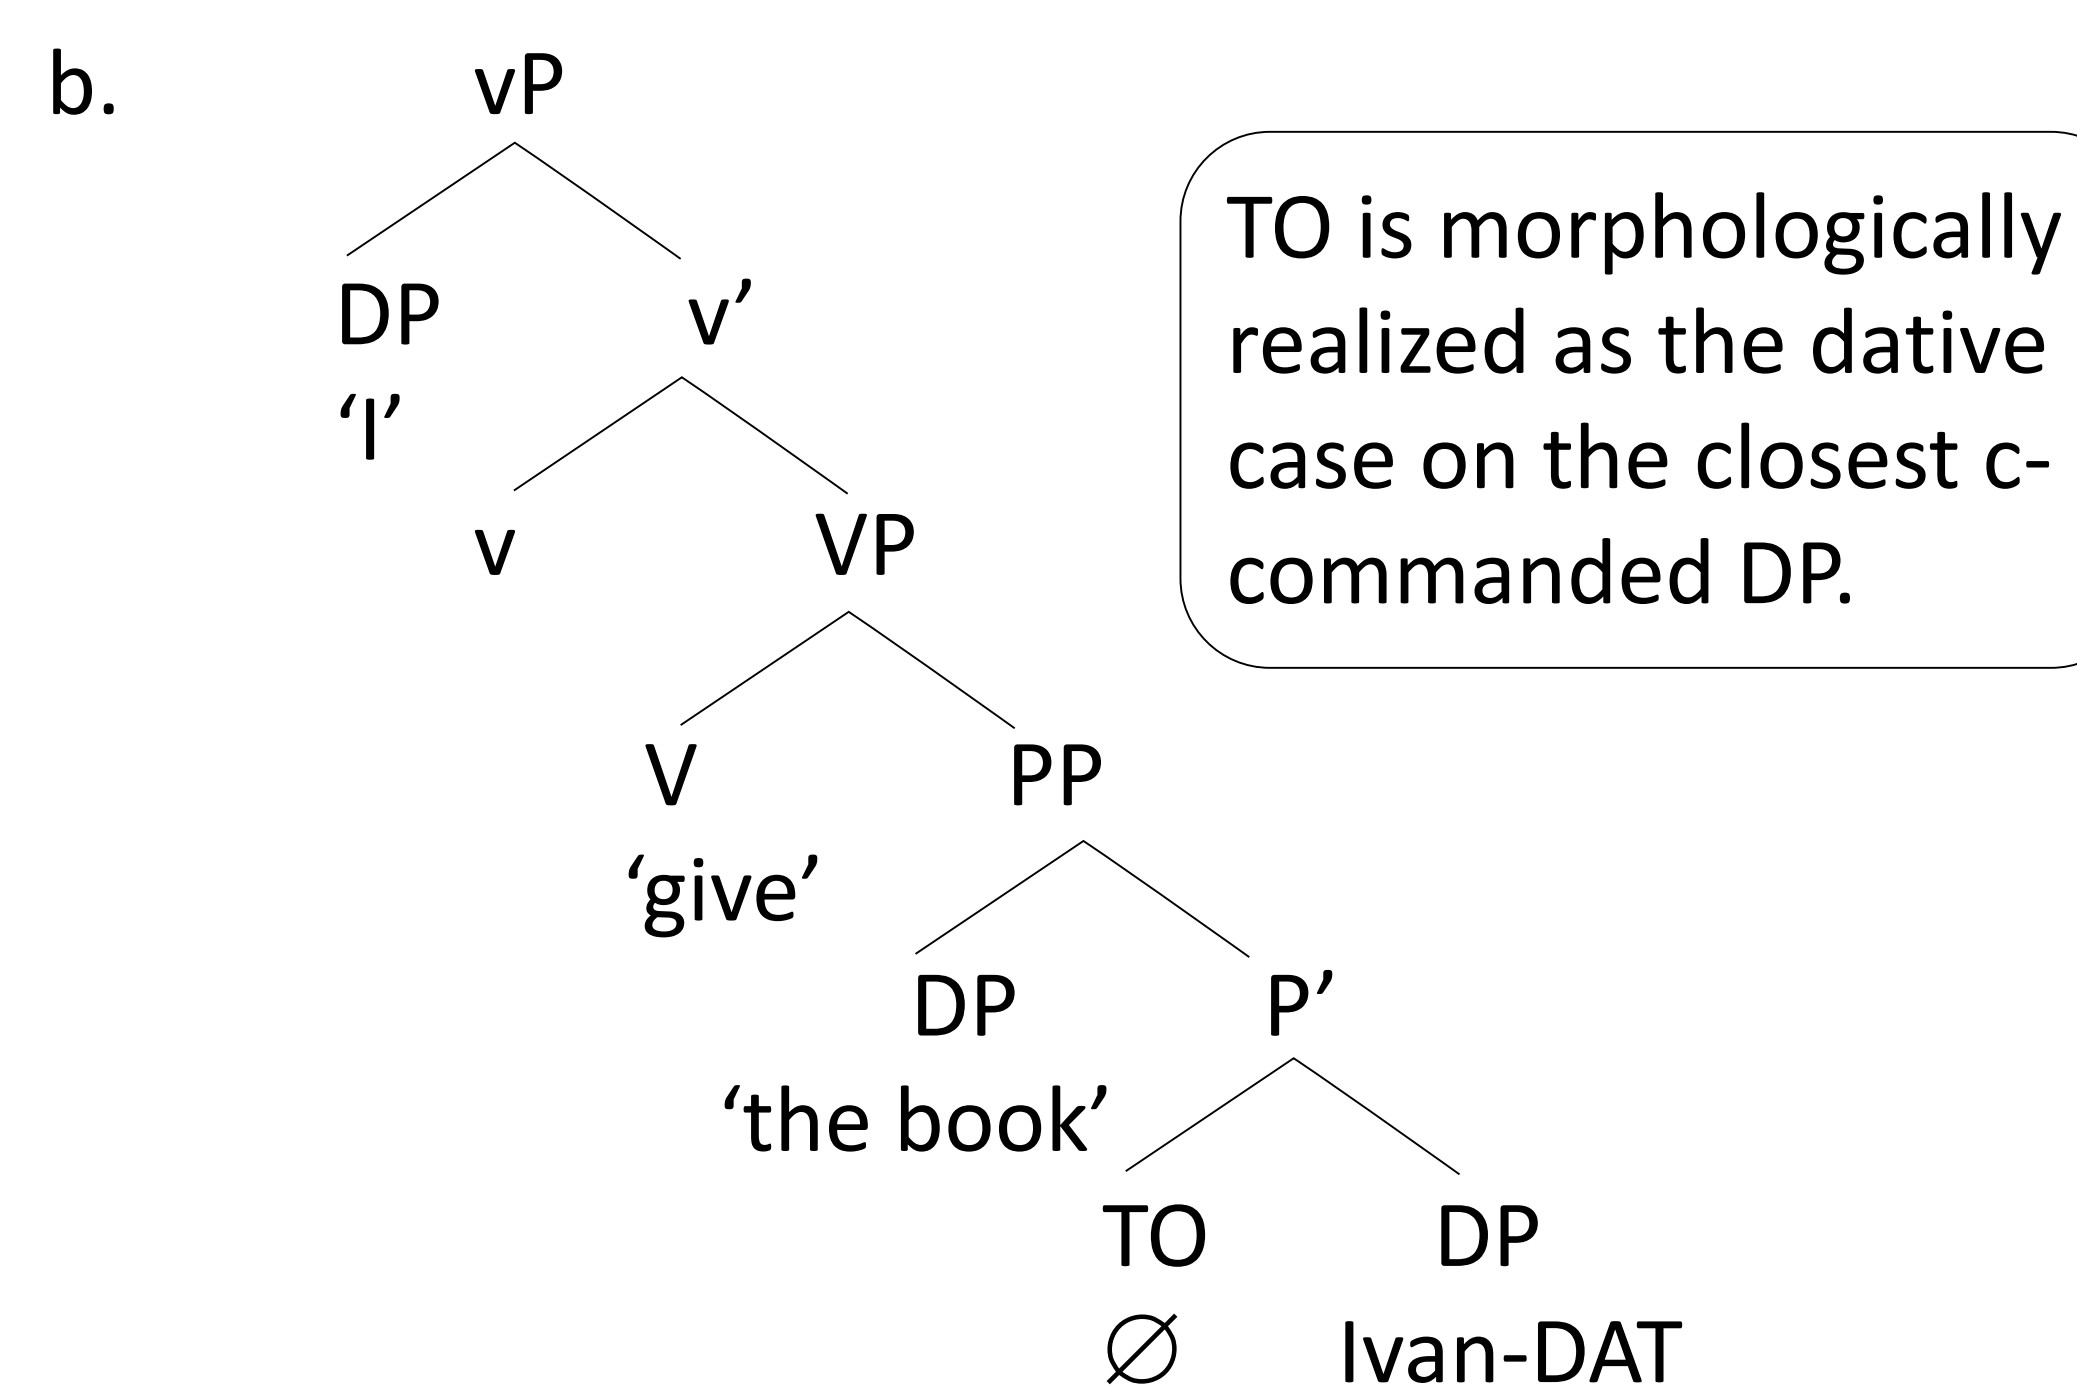 b.
vP
DP
v’
‘I’
v
VP
V
PP
‘give’
DP
P’
‘the book’
TO
DP
∅
Ivan-DAT
TO is morphologically
realized as the dative
case on the closest c-
commanded DP.